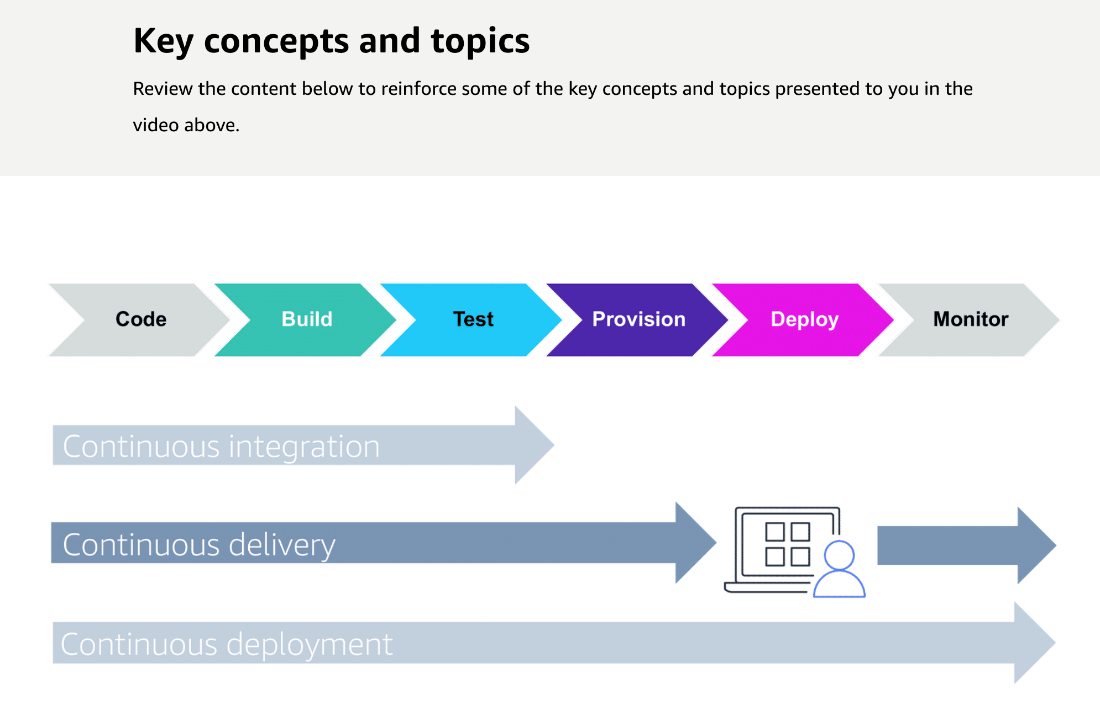 Key concepts and topics
Review the content below to reinforce some of the key concepts and topics presented to you in the
video above.
Code Build Test Provision Deploy Monitor
Continuous integration
Continuous delivery
Continuous deployment